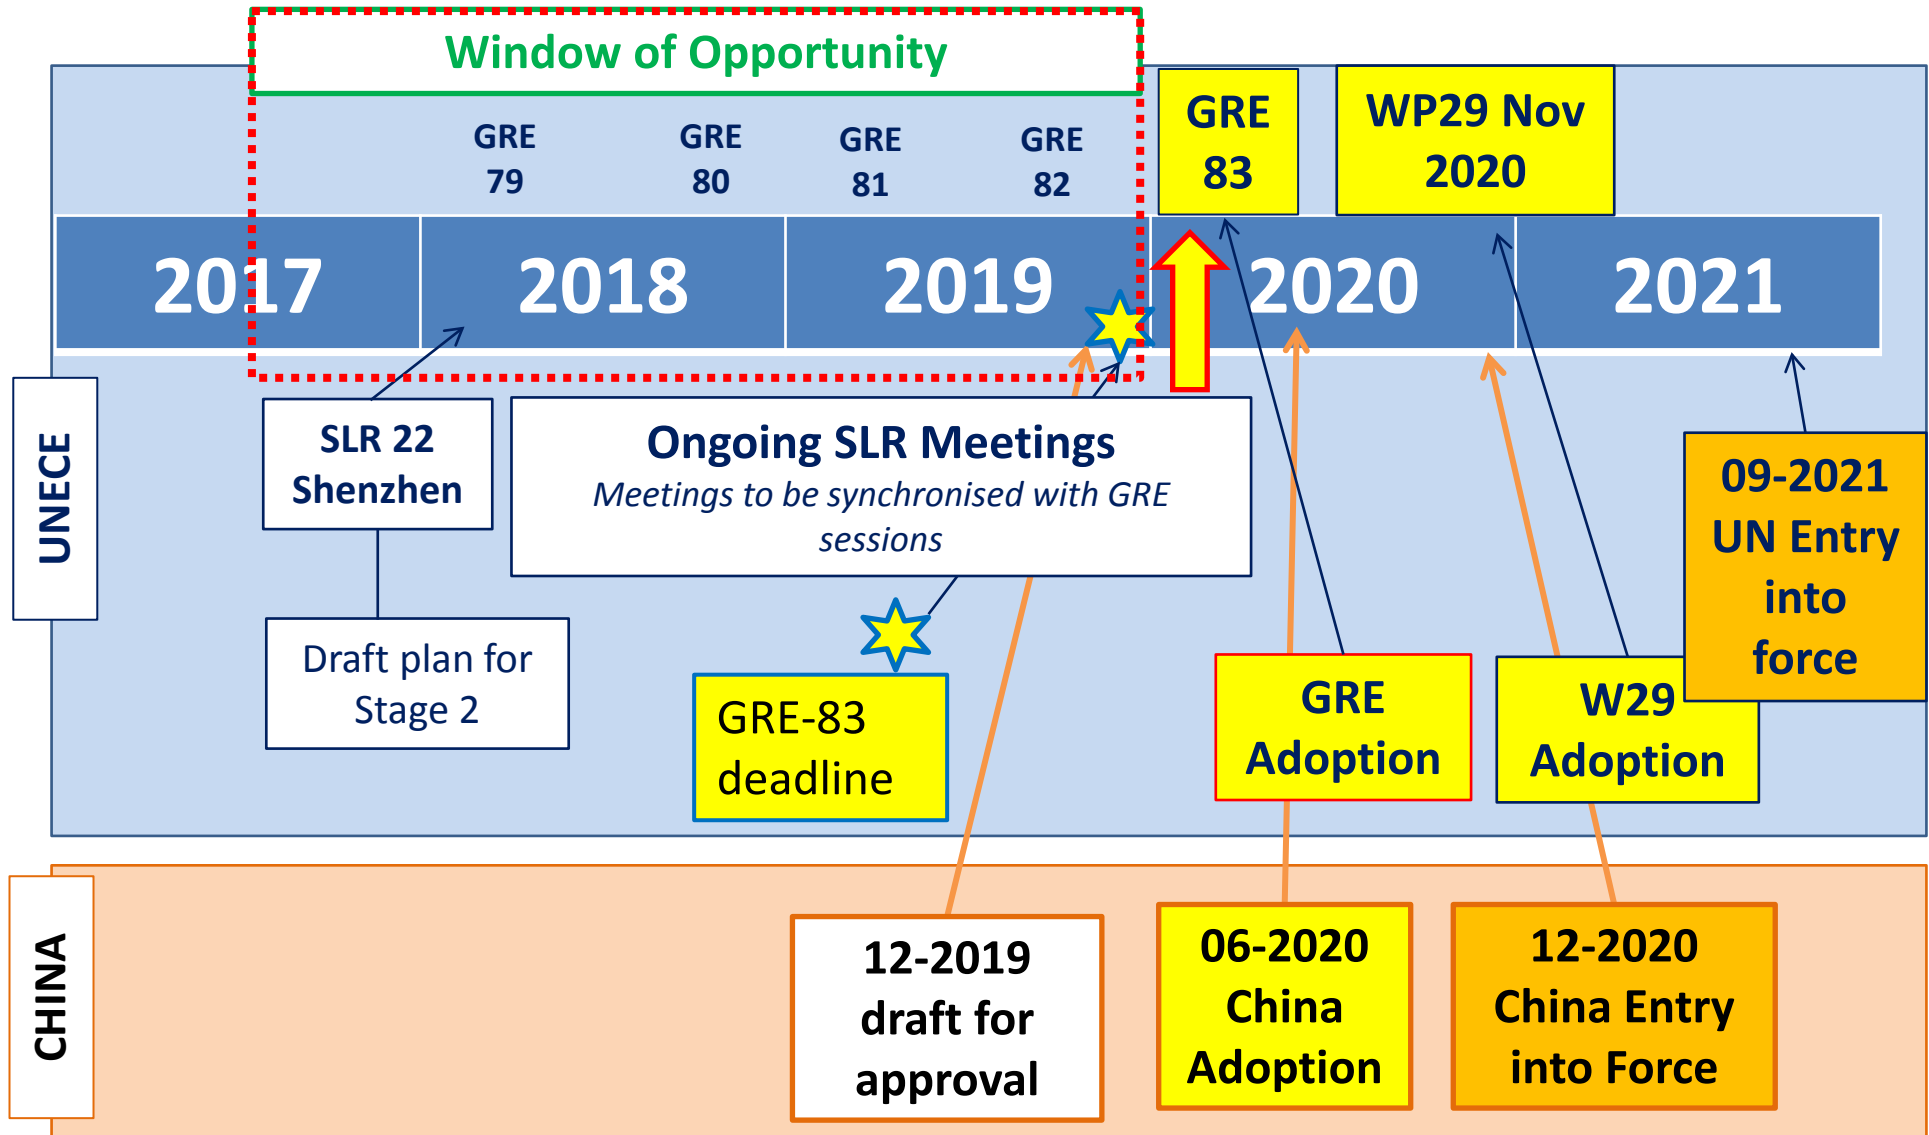 Window of Opportunity
GRE
79
GRE
80
GRE
81
GRE
82
GRE
83
WP29 Nov
2020
2017
2018
2019
2020
2021
UNECE
SLR 22
Shenzhen
Draft plan for
Stage 2
Ongoing SLR Meetings
Meetings to be synchronised with GRE
sessions
GRE-83
deadline
GRE
Adoption
W29
Adoption
09-2021
UN Entry
into
force
CHINA
12-2019
draft for
approval
06-2020
China
Adoption
12-2020
China Entry
into Force